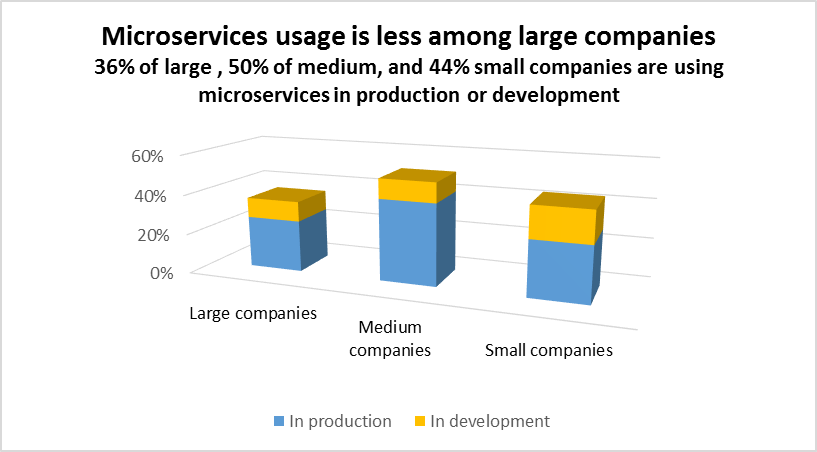 Microservices usage is less among large companies
36% of large , 50% of medium, and 44% small companies are using
microservices in production or development
60%
40%
20%
0%
Large companies
Medium
companies
Small companies
In production
In development